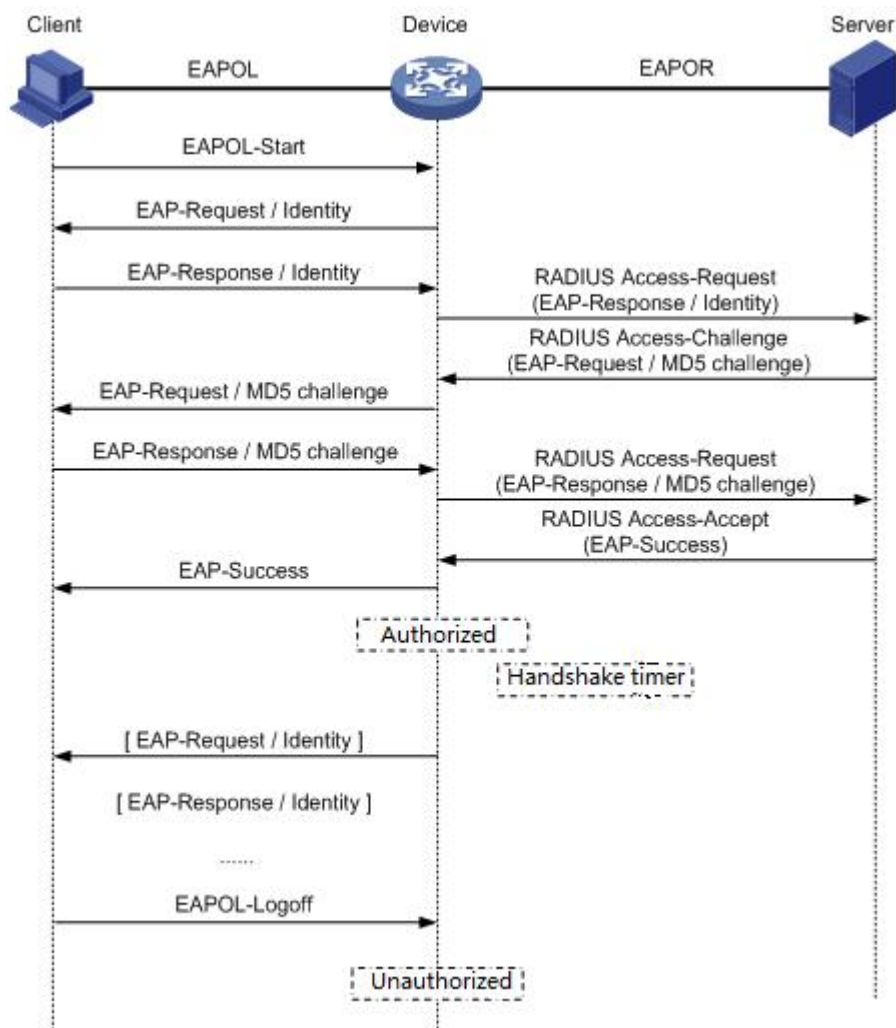 Client
Device
Server
EAPOL
EAPOR
EAPOL-Start
EAP-Request / Identity
EAP-Response / Identity
RADIUS Access-Request
(EAP-Response / Identity)
RADIUS Access-Challenge
(EAP-Request / MD5 challenge)
EAP-Request / MD5 challenge
EAP-Response / MD5 challenge
RADIUS Access-Request
(EAP-Response / MD5 challenge)
RADIUS Access-Accept
(EAP-Success)
EAP-Success
Authorized
Handshake timer
[ EAP-Request / Identity ]
[ EAP-Response / Identity ]
......
EAPOL-Logoff
Unauthorized